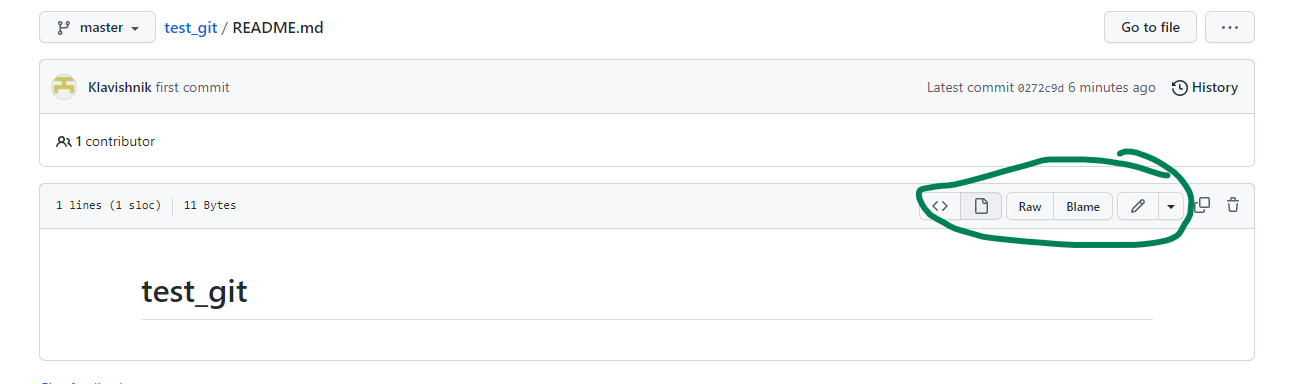 master test_git / README.md Go to file ...
Klavishnik first commit Latest commit 0272c9d 6 minutes ago History
1 contributor
1 lines (1 sloc) 11 Bytes <> Raw Blame
test_git